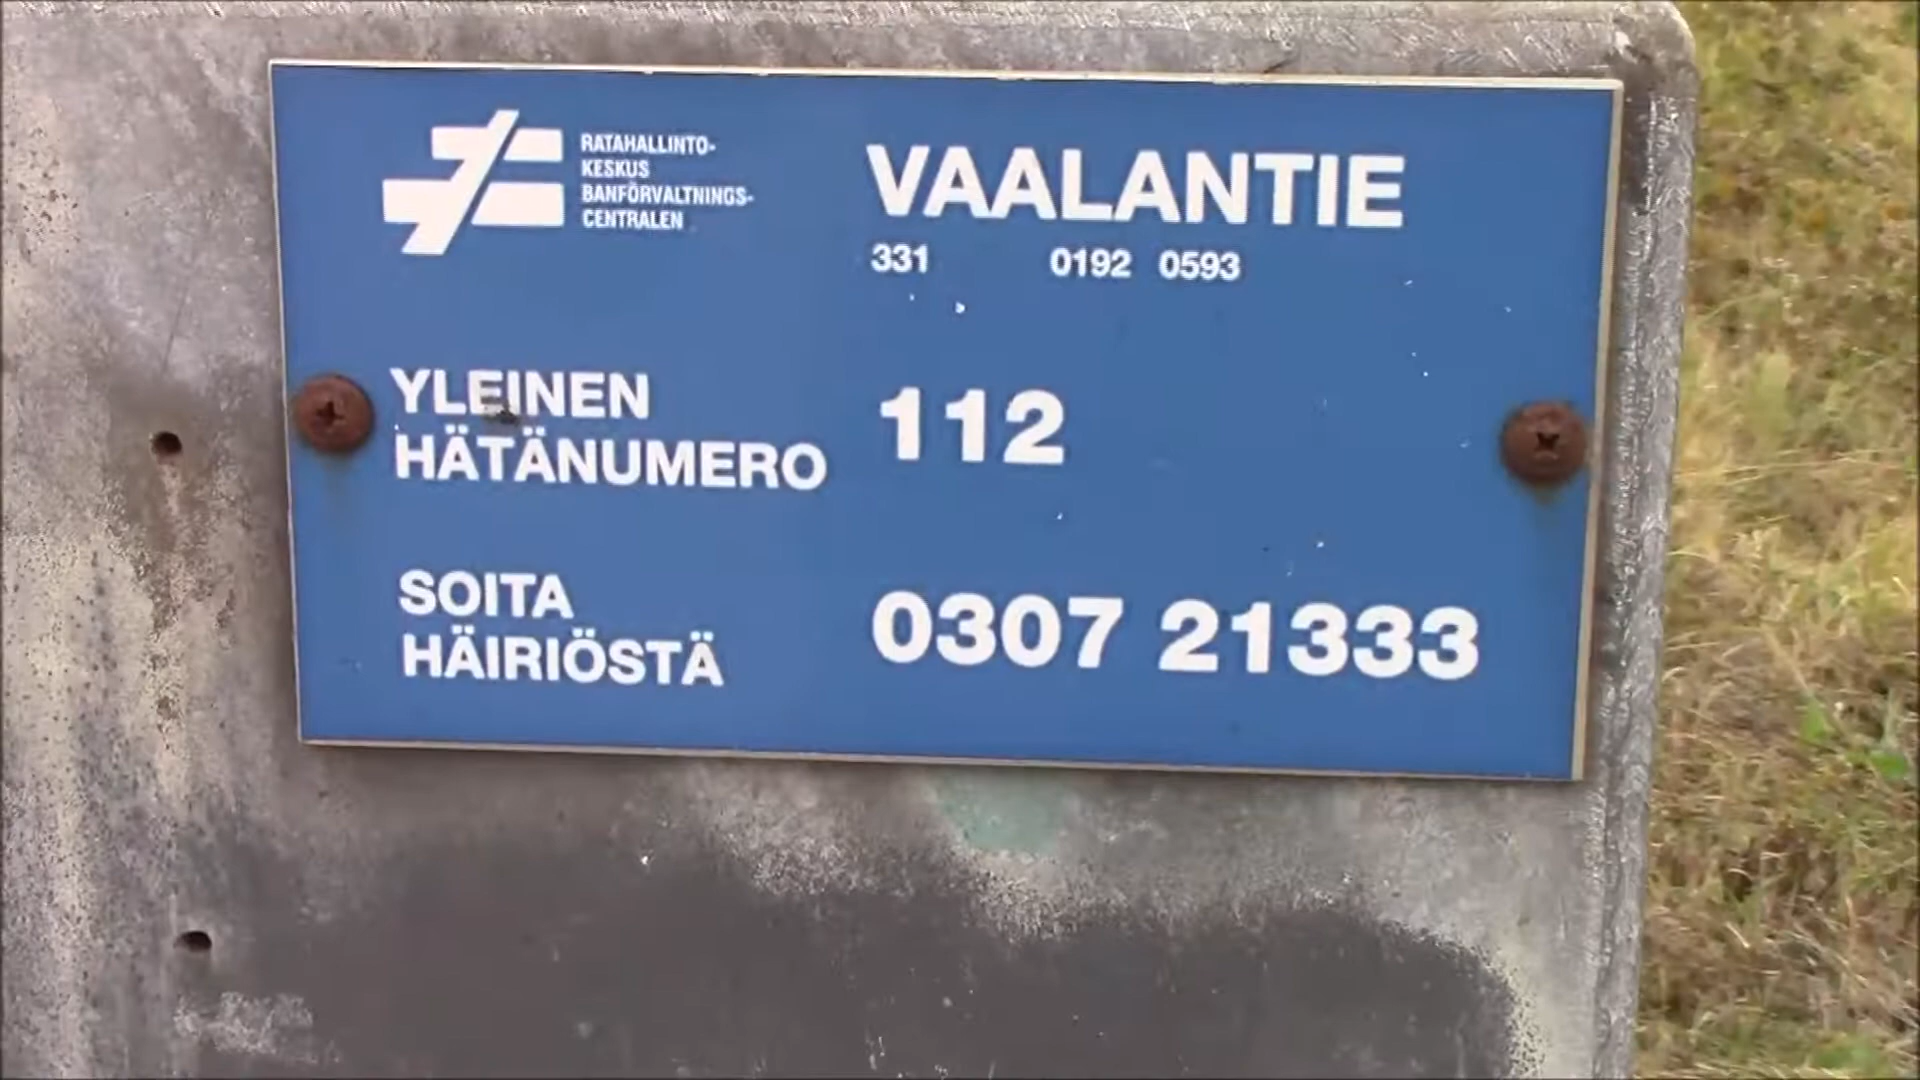 RATAHALLINTO-
KESKUS
BANFÖRVALTNINGS-
CENTRALEN
VAALANTIE
331 0192 0593
YLEINEN
HÄTÄNUMERO
112
SOITA
HÄIRIÖSTÄ
0307 21333